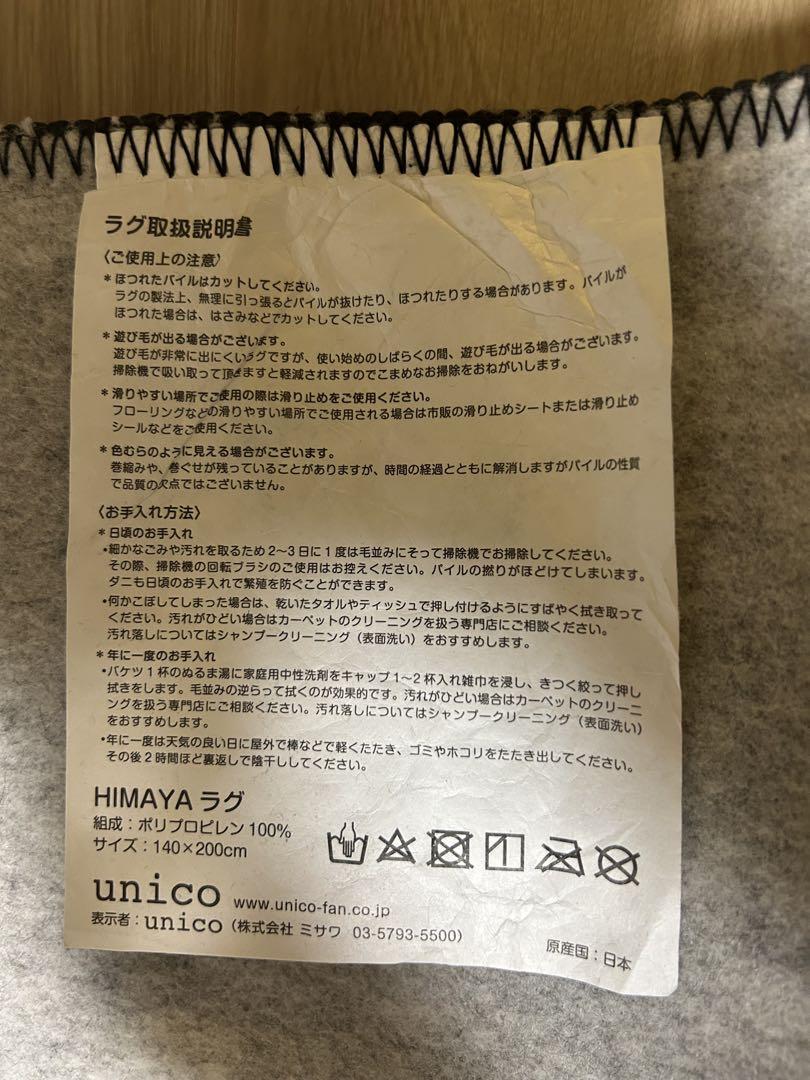 ラグ取扱説明書
〈ご使用上の注意〉
＊ほつれたパイルはカットしてください。
ラグの製法上、無理に引っ張るとパイルが抜けたり、ほつれたりする場合があります。パイルが
ほつれた場合は、はさみなどでカットしてください。
＊遊び毛が出る場合がございます。
遊び毛が非常に出にくいラグですが、使い始めのしばらくの間、遊び毛が出る場合がございます。
掃除機で吸い取って頂きますと軽減されますのでこまめなお掃除をおねがいします。
＊滑りやすい場所でご使用の際は滑り止めをご使用ください。
フローリングなどの滑りやすい場所でご使用される場合は市販の滑り止めシートまたは滑り止め
シールなどをご使用ください。
＊色むらのように見える場合がございます。
巻縮みや、巻ぐせが残っていることがありますが、時間の経過とともに解消しますがパイルの性質
で品質の欠点ではございません。
〈お手入れ方法〉
＊日頃のお手入れ
・細かなごみや汚れを取るため2〜3日に1度は毛並みにそって掃除機でお掃除してください。
その際、掃除機の回転ブラシのご使用はお控えください。パイルの撚りがほどけてしまいます。
ダニも日頃のお手入れで繁殖を防ぐことができます。
・何かこぼしてしまった場合は、乾いたタオルやティッシュで押し付けるようにすばやく拭き取って
ください。汚れがひどい場合はカーペットのクリーニングを扱う専門店にご相談ください。
汚れ落しについてはシャンプークリーニング（表面洗い）をおすすめします。
＊年に一度のお手入れ
・バケツ1杯のぬるま湯に家庭用中性洗剤をキャップ1〜2杯入れ雑巾を浸し、きつく絞って押し
拭きをします。毛並みの逆らって拭くのが効果的です。汚れがひどい場合はカーペットのクリーニ
ングを扱う専門店にご相談ください。汚れ落しについてはシャンプークリーニング（表面洗い）
をおすすめします。
・年に一度は天気の良い日に屋外で棒などで軽くたたき、ゴミやホコリをたたき出してください。
その後2時間ほど裏返しで陰干ししてください。
HIMAYA ラグ
組成：ポリプロピレン 100%
サイズ：140×200cm
unico www.unico-fan.co.jp
表示者：unico（株式会社 ミサワ 03-5793-5500）
原産国：日本